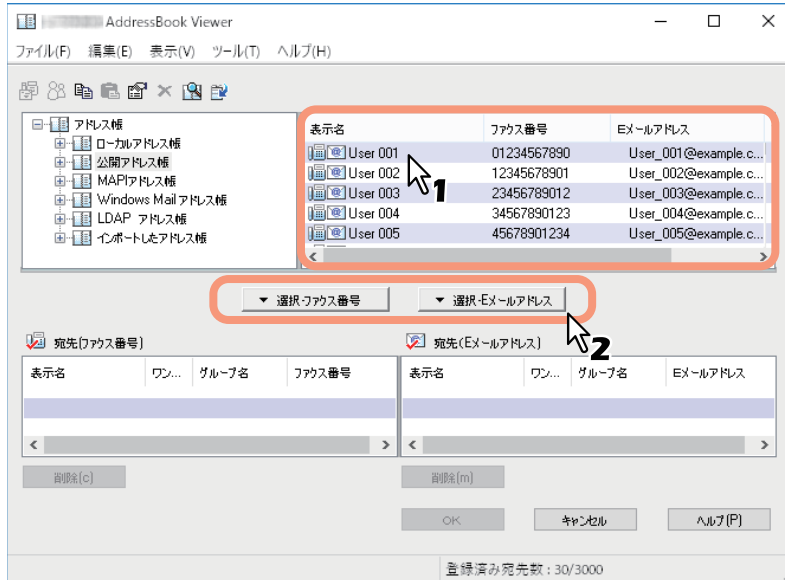 AddressBook Viewer
ファイル(F) 編集(E) 表示(V) ツール(T) ヘルプ(H)
アドレス帳
ローカルアドレス帳
公開アドレス帳
MAPIアドレス帳
Windows Mail アドレス帳
LDAP アドレス帳
インポートしたアドレス帳
表示名 ファクス番号 Eメールアドレス
User 001 01234567890 User_001@example.c...
User 002 12345678901 User_002@example.c...
User 003 23456789012 User_003@example.c...
User 004 34567890123 User_004@example.c...
User 005 45678901234 User_005@example.c...
1
▼ 選択-ファクス番号 ▼ 選択-Eメールアドレス
2
宛先(ファクス番号) 宛先(Eメールアドレス)
表示名 ワン... グループ名 ファクス番号 表示名 ワン... グループ名 Eメールアドレス
削除(c) 削除(m)
OK キャンセル ヘルプ(P)
登録済み宛先数 : 30/3000